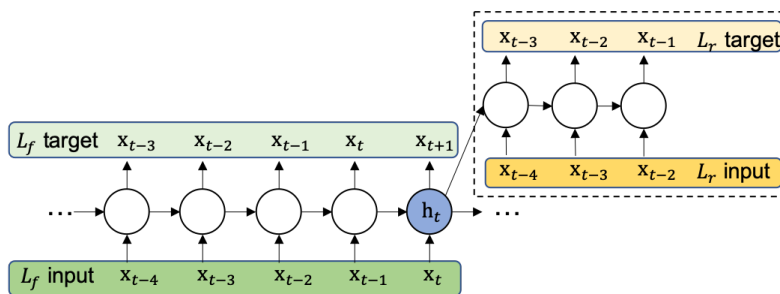 x_{t−3} x_{t−2} x_{t−1} L_r target
L_f target x_{t−3} x_{t−2} x_{t−1} x_t x_{t+1}
x_{t−4} x_{t−3} x_{t−2} L_r input
... h_t ...
L_f input x_{t−4} x_{t−3} x_{t−2} x_{t−1} x_t